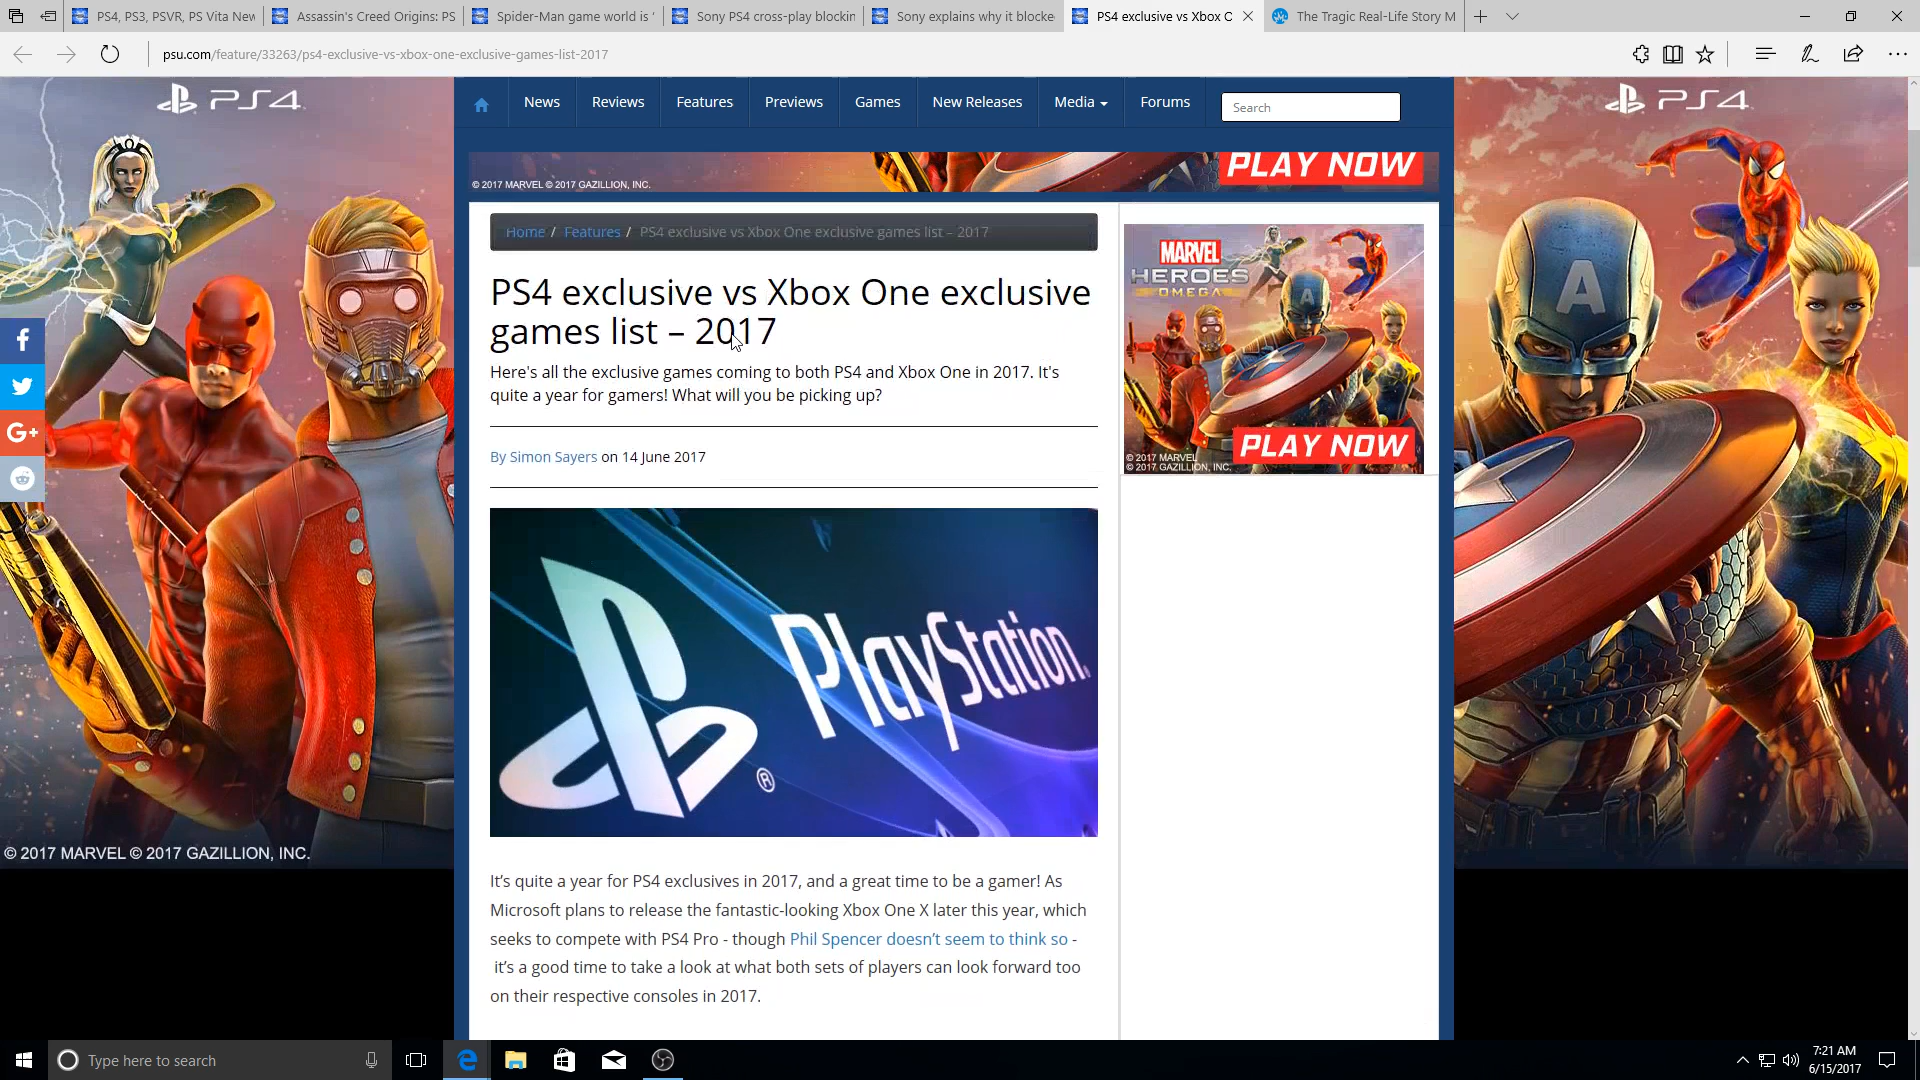 PS4, PS3, PSVR, PS Vita New
Assassin's Creed Origins: PS
Spider-Man game world is '
Sony PS4 cross-play blockin
Sony explains why it blocke
PS4 exclusive vs Xbox O
The Tragic Real-Life Story M
psu.com/feature/33263/ps4-exclusive-vs-xbox-one-exclusive-games-list-2017
PS4
PS4
News
Reviews
Features
Previews
Games
New Releases
Media
Forums
Search
PLAY NOW
© 2017 MARVEL © 2017 GAZILLION, INC.
Home / Features / PS4 exclusive vs Xbox One exclusive games list – 2017
MARVEL
HEROES
OMEGA
PLAY NOW
© 2017 MARVEL
© 2017 GAZILLION, INC.
PS4 exclusive vs Xbox One exclusive
games list – 2017
Here's all the exclusive games coming to both PS4 and Xbox One in 2017. It's
quite a year for gamers! What will you be picking up?
By Simon Sayers on 14 June 2017
G+
A
A
PlayStation®
© 2017 MARVEL © 2017 GAZILLION, INC.
It's quite a year for PS4 exclusives in 2017, and a great time to be a gamer! As
Microsoft plans to release the fantastic-looking Xbox One X later this year, which
seeks to compete with PS4 Pro - though Phil Spencer doesn't seem to think so -
it's a good time to take a look at what both sets of players can look forward too
on their respective consoles in 2017.
Type here to search
7:21 AM
6/15/2017